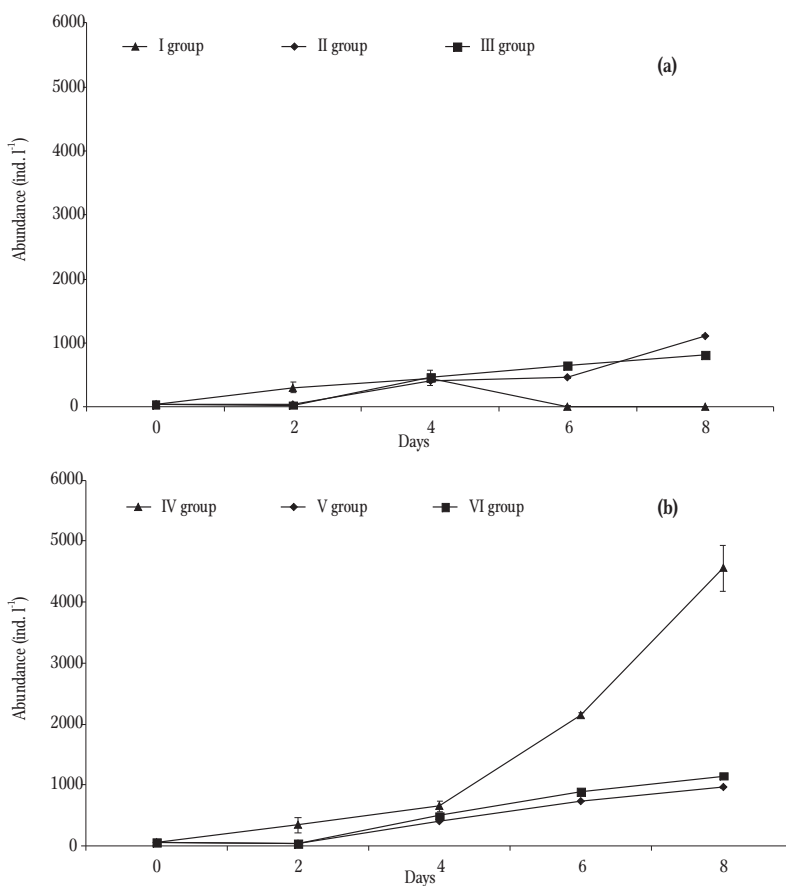 6000
I group II group III group
(a)
5000
4000
3000
2000
1000
0
Abundance (ind. l⁻¹)
0 2 4 6 8
Days
6000
IV group V group VI group
(b)
5000
4000
3000
2000
1000
0
Abundance (ind. l⁻¹)
0 2 4 6 8
Days